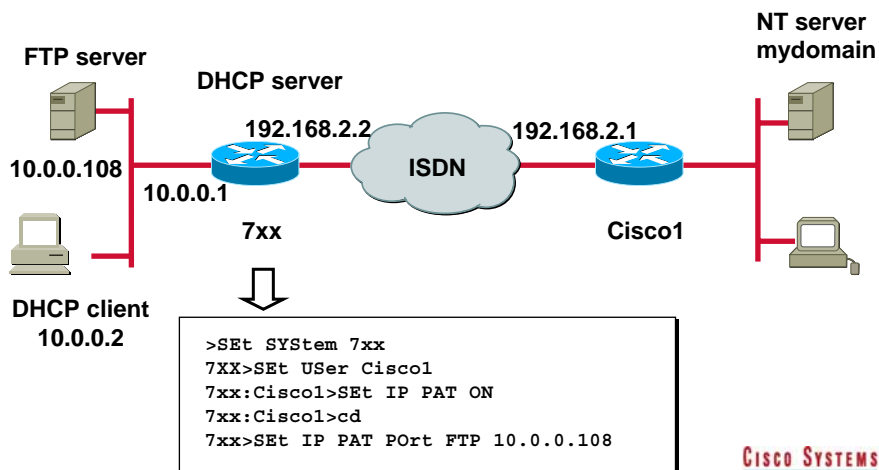 NT server
mydomain
FTP server
DHCP server
192.168.2.2
192.168.2.1
10.0.0.108
10.0.0.1
ISDN
7xx
Cisco1
DHCP client
10.0.0.2
>SEt SYStem 7xx
7XX>SEt USer Cisco1
7xx:Cisco1>SEt IP PAT ON
7xx:Cisco1>cd
7xx>SEt IP PAT POrt FTP 10.0.0.108
CISCO SYSTEMS